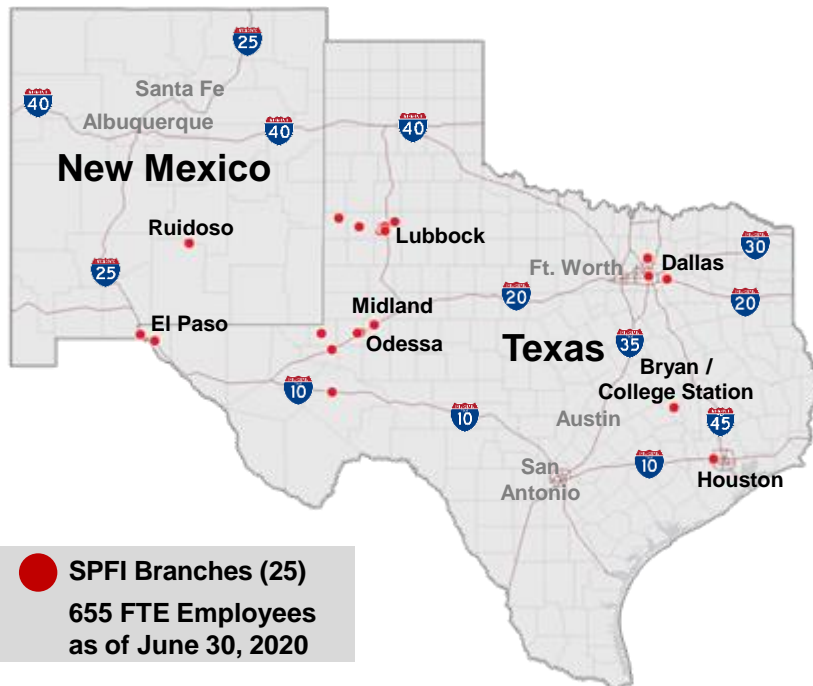 25
Santa Fe
40
Albuquerque
40
40
New Mexico
Ruidoso
Lubbock
30
Dallas
Ft. Worth
25
20
20
Midland
El Paso
Odessa
Texas
35
Bryan /
College Station
10
10
Austin
45
San
Antonio
10
Houston
SPFI Branches (25)
655 FTE Employees
as of June 30, 2020